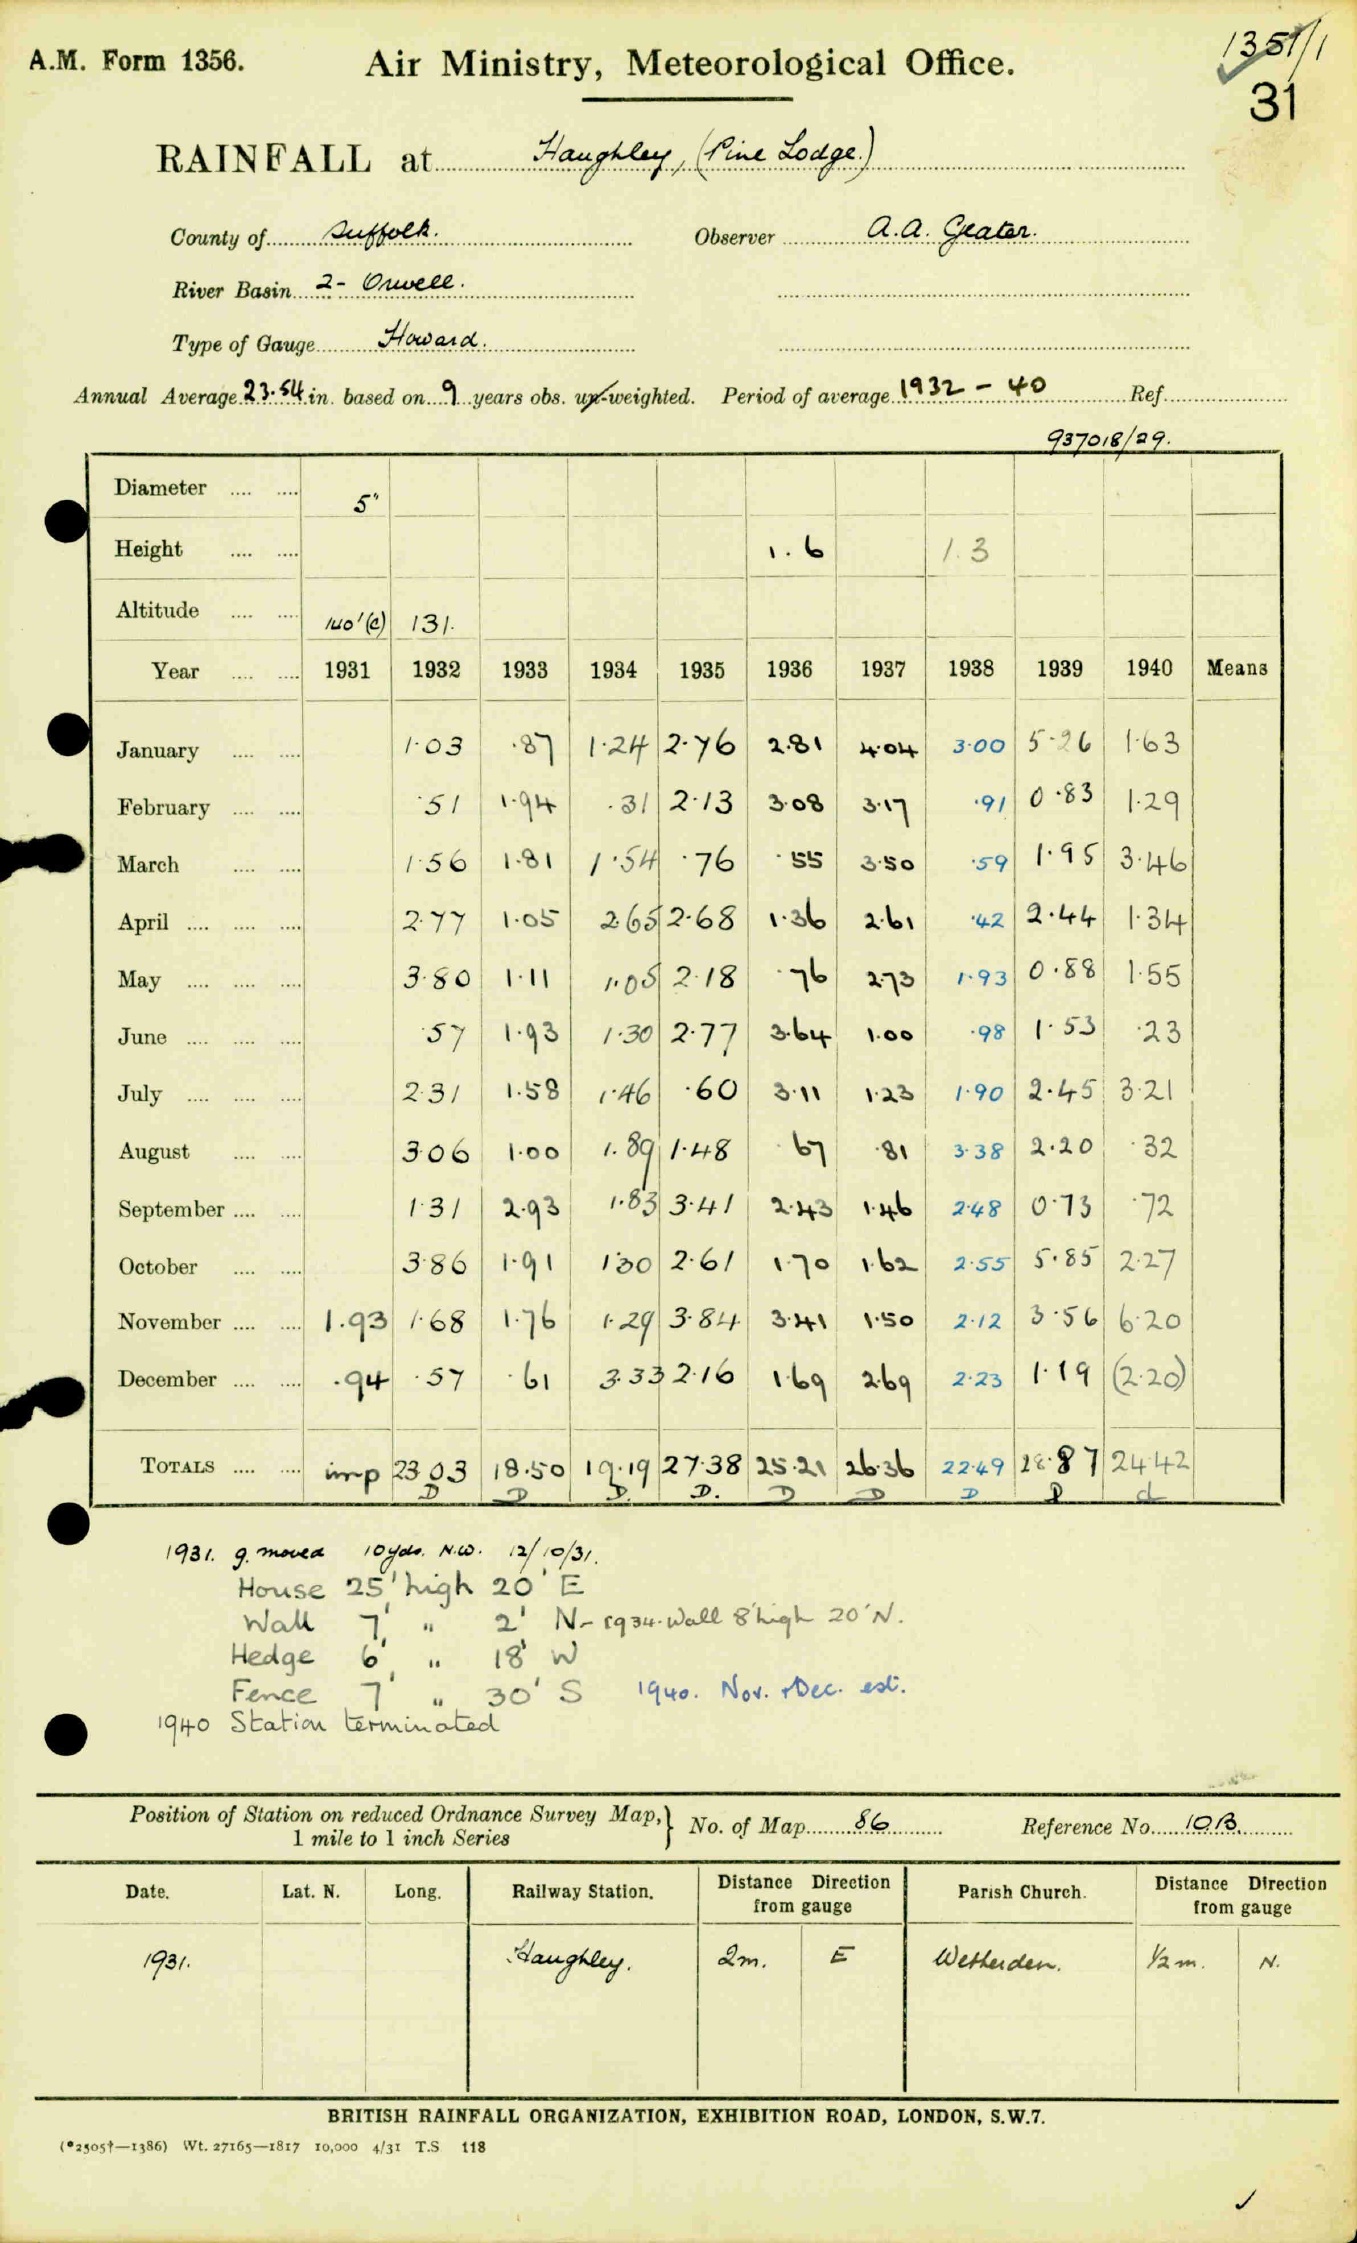 A.M. Form 1356.
Air Ministry, Meteorological Office.
1351/1
31
RAINFALL at Haughley, (Pine Lodge.)
County of Suffolk. Observer A.A. Geater.
River Basin 2- Orwell.
Type of Gauge Howard.
Annual Average 23.54 in. based on 9 years obs. un-weighted. Period of average 1932 - 40 Ref.
937018/29.
Diameter 5"
Height 1.6 1.3
Altitude 140'(c) 131.
Year 1931 1932 1933 1934 1935 1936 1937 1938 1939 1940 Means
January 1.03 .87 1.24 2.76 2.81 4.04 3.00 5.26 1.63
February .51 1.94 .31 2.13 3.08 3.17 .91 0.83 1.29
March 1.56 1.81 1.54 .76 .55 3.50 .59 1.95 3.46
April 2.77 1.05 2.65 2.68 1.36 2.61 .42 2.44 1.34
May 3.80 1.11 1.05 2.18 .76 2.73 1.93 0.88 1.55
June .57 1.93 1.30 2.77 3.64 1.00 .98 1.53 .23
July 2.31 1.58 1.46 .60 3.11 1.23 1.90 2.45 3.21
August 3.06 1.00 1.89 1.48 .67 .81 3.38 2.20 .32
September 1.31 2.93 1.83 3.41 2.43 1.46 2.48 0.73 .72
October 3.86 1.91 1.30 2.61 1.70 1.62 2.55 5.85 2.27
November 1.93 1.68 1.76 1.29 3.84 3.41 1.50 2.12 3.56 6.20
December .94 .57 .61 3.33 2.16 1.69 2.69 2.23 1.19 (2.20)
TOTALS imp 23.03 18.50 19.19 27.38 25.21 26.36 22.49 28.87 24.42
D D D. D. D D D D d
1931. g. moved 10yds. N.W. 12/10/31.
House 25' high 20' E
Wall 7' " 2' N- 1934. Wall 8' high 20' N.
Hedge 6' " 18' W
Fence 7' " 30' S 1940. Nov. + Dec. est.
1940 Station terminated
Position of Station on reduced Ordnance Survey Map, 1 mile to 1 inch Series } No. of Map 86 Reference No. 10B.
Date. Lat. N. Long. Railway Station. Distance Direction from gauge Parish Church. Distance Direction from gauge
1931. Haughley. 2m. E Wetherden. ½ m. N.
BRITISH RAINFALL ORGANIZATION, EXHIBITION ROAD, LONDON, S.W.7.
(*2505†—1386) Wt. 27165—1817 10,000 4/31 T.S 118